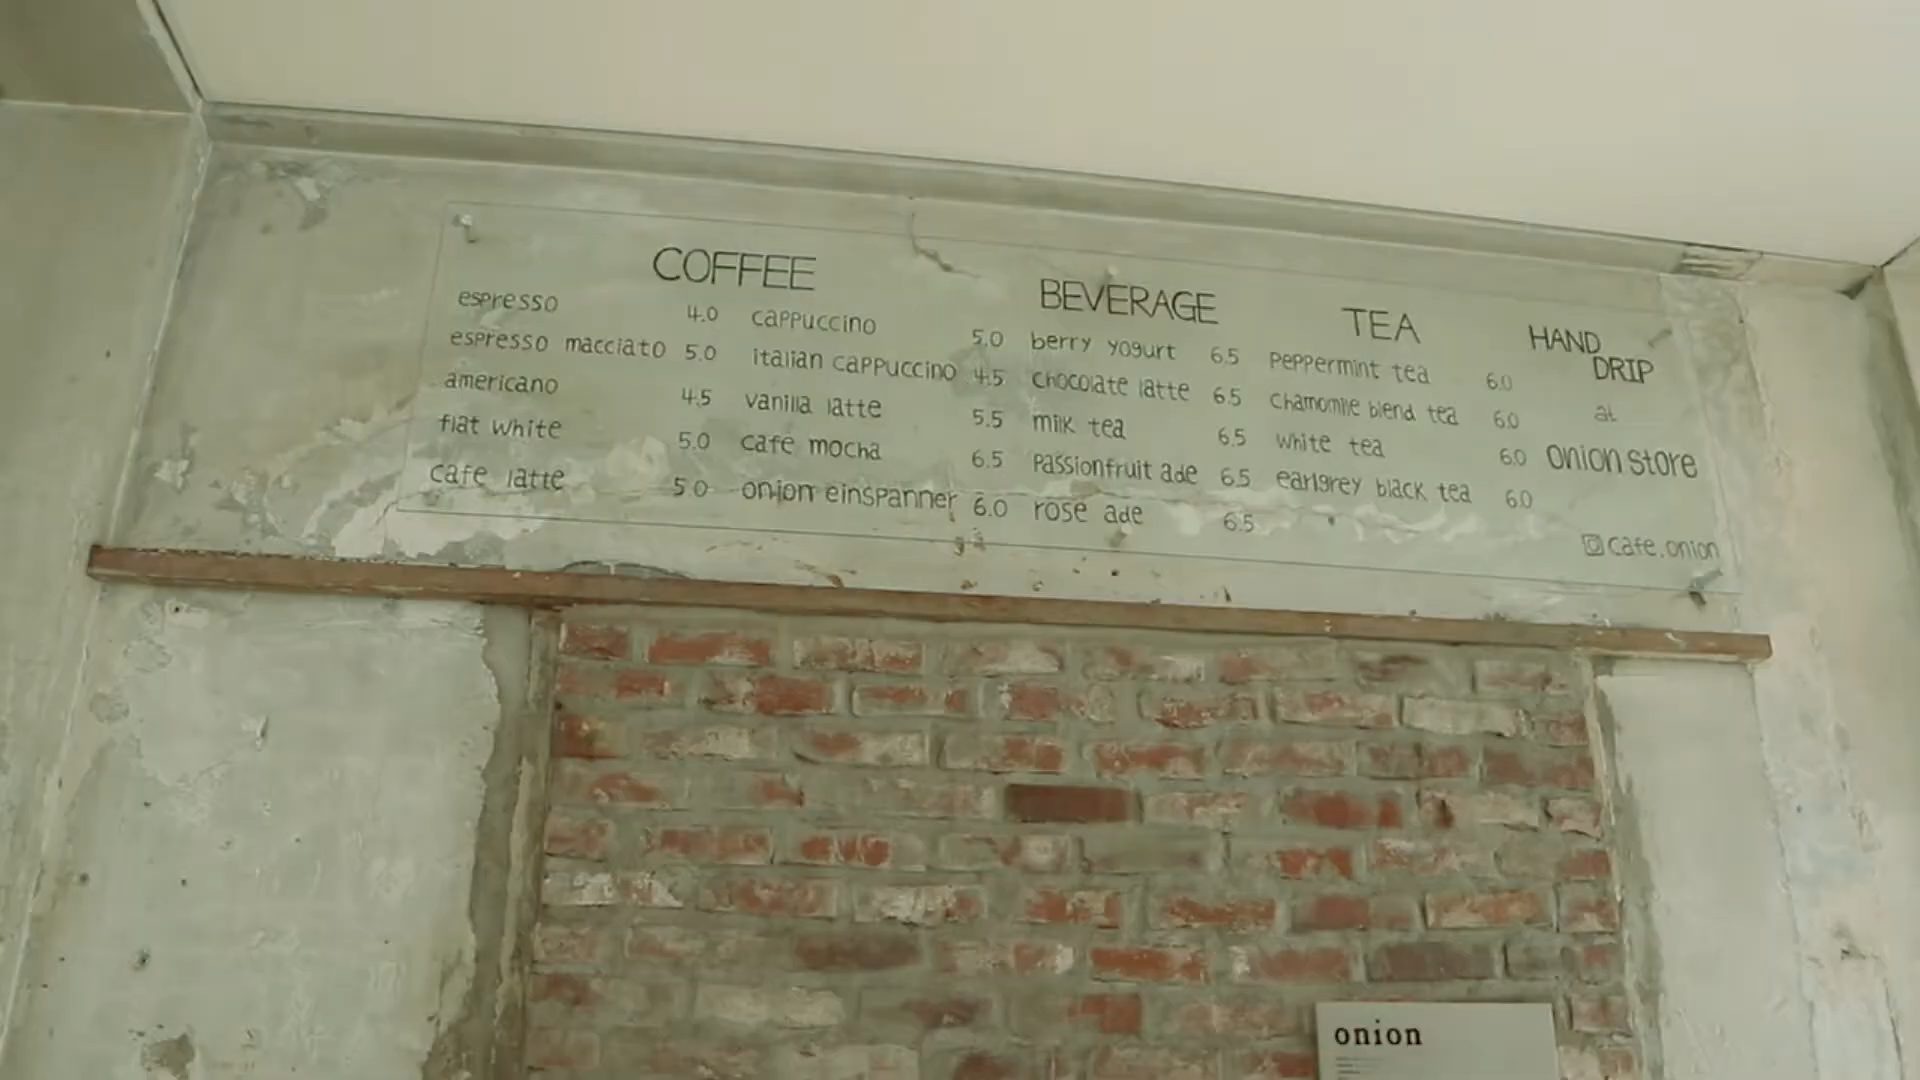 COFFEE
espresso 4.0
espresso macciato 5.0
americano 4.5
flat white 5.0
cafe latte 5.0
cappuccino 5.0
italian cappuccino 4.5
vanilla latte 5.5
cafe mocha 6.5
onion einspanner 6.0
BEVERAGE
berry yogurt 6.5
chocolate latte 6.5
milk tea 6.5
passionfruit ade 6.5
rose ade 6.5
TEA
peppermint tea 6.0
chamomile blend tea 6.0
white tea 6.0
earlgrey black tea 6.0
HAND
DRIP
at
onion store
cafe.onion
onion